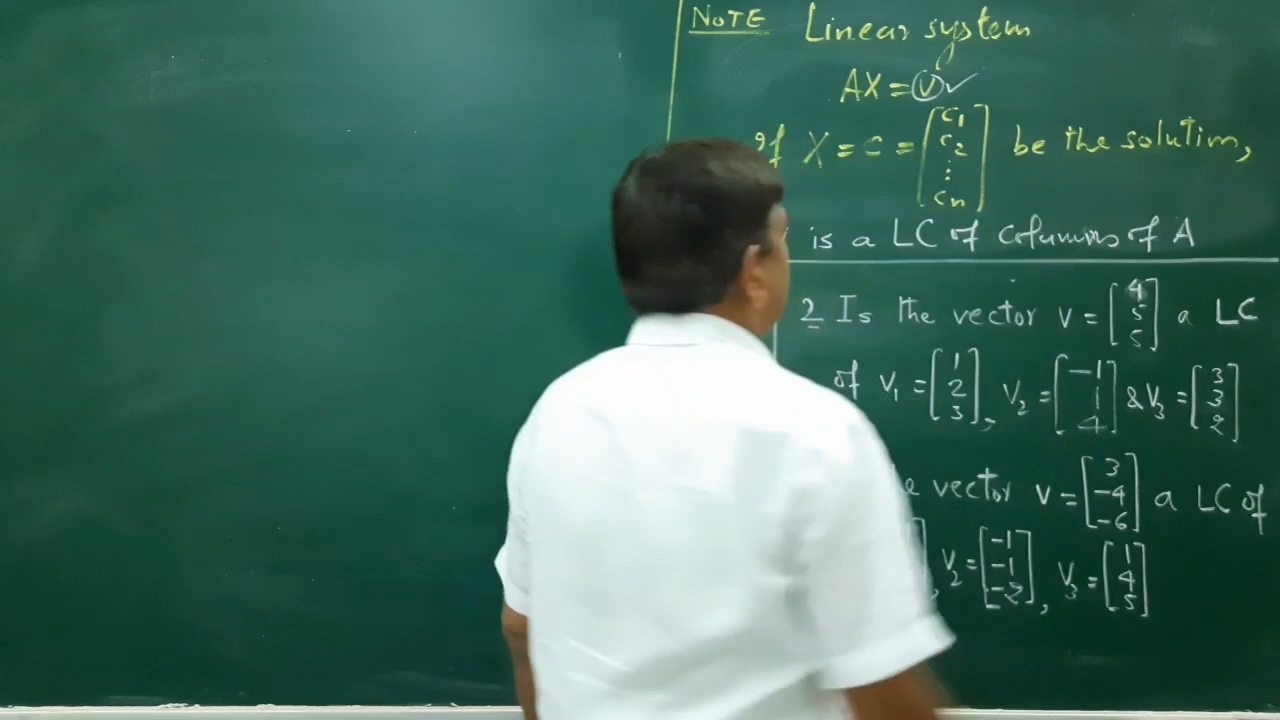 NOTE Linear system
AX = V ✓
If X = C = [c1 c2 ⋮ cn] be the solutim,
is a LC of columns of A
2 Is the vector v = [4 5 5] a LC
of v1 = [1 2 3], v2 = [-1 1 4] & v3 = [3 3 2]
vector v = [3 -4 -6] a LC of
, v2 = [-1 -1 -2], v3 = [1 4 5]